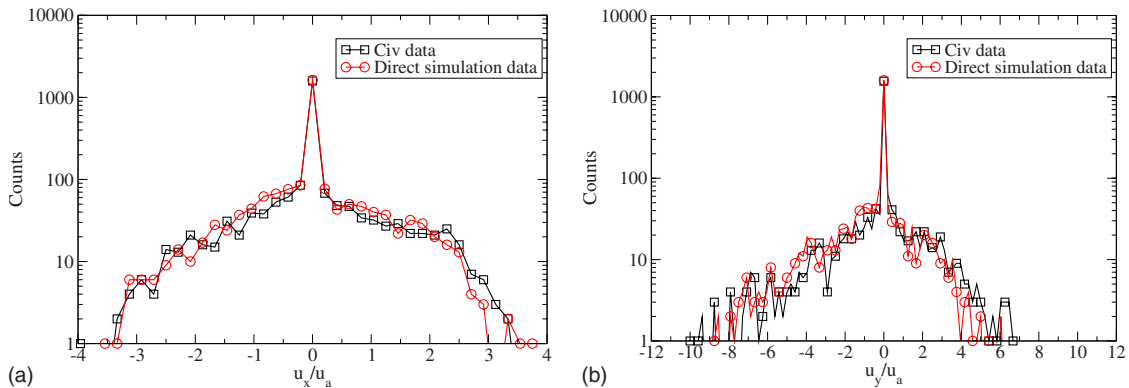 10000
1000
100
10
1
Counts
Civ data
Direct simulation data
-4 -3 -2 -1 0 1 2 3 4
u_x/u_a
(a)
10000
1000
100
10
1
Counts
Civ data
Direct simulation data
-12 -10 -8 -6 -4 -2 0 2 4 6 8 10 12
u_y/u_a
(b)